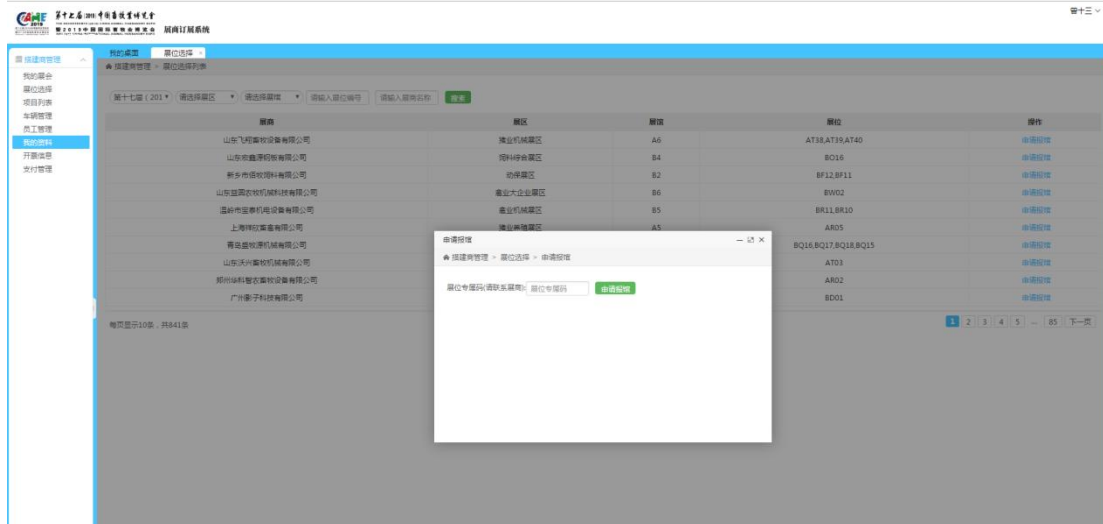 CAME
第十七届(2019)中国畜牧业博览会
暨2019中国国际畜牧业博览会
展商订展系统
曾十三
搭建商管理
我的桌面 展位选择 ×
我的展会
展位选择
项目列表
车辆管理
员工管理
我的资料
开票信息
支付管理
搭建商管理 > 展位选择列表
第十七届(201 请选择展区 请选择展馆 请输入展位编号 请输入展商名称 搜索
展商 展区 展馆 展位 操作
山东飞翔畜牧设备有限公司 猪业机械展区 A6 AT38,AT39,AT40 申请报馆
山东牧鑫源钢板有限公司 饲料综合展区 B4 BO16 申请报馆
新乡市信牧饲料有限公司 动保展区 B2 BF12,BF11 申请报馆
山东益客农牧机械科技有限公司 禽业大企业展区 B6 BW02 申请报馆
温岭市宝泰机电设备有限公司 禽业机械展区 B5 BR11,BR10 申请报馆
上海祥欣畜禽有限公司 猪业养殖展区 A5 AR05 申请报馆
青岛盛牧源机械有限公司 BQ16,BQ17,BQ18,BQ15 申请报馆
山东沃兴畜牧机械有限公司 AT03 申请报馆
郑州华科智农畜牧设备有限公司 AR02 申请报馆
广州影子科技有限公司 BD01 申请报馆
申请报馆
搭建商管理 > 展位选择 > 申请报馆
展位专属码(请联系展商): 展位专属码 申请报馆
每页显示10条，共841条
1 2 3 4 5 ... 85 下一页